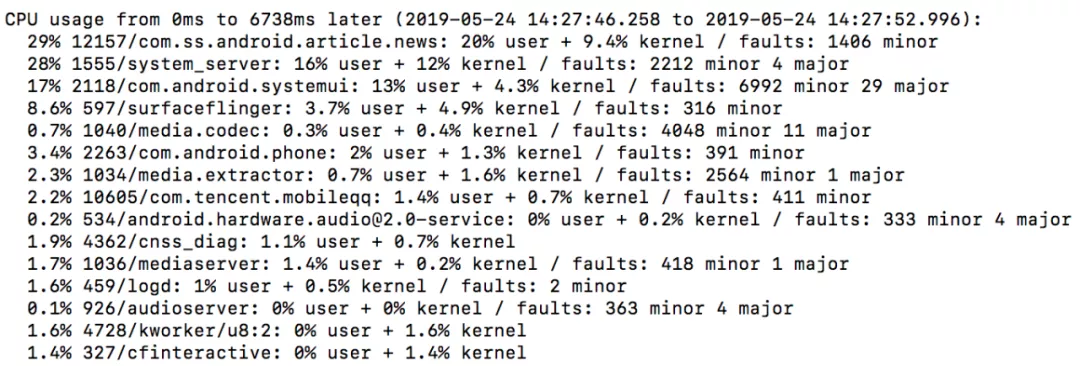 CPU usage from 0ms to 6738ms later (2019-05-24 14:27:46.258 to 2019-05-24 14:27:52.996):
29% 12157/com.ss.android.article.news: 20% user + 9.4% kernel / faults: 1406 minor
28% 1555/system_server: 16% user + 12% kernel / faults: 2212 minor 4 major
17% 2118/com.android.systemui: 13% user + 4.3% kernel / faults: 6992 minor 29 major
8.6% 597/surfaceflinger: 3.7% user + 4.9% kernel / faults: 316 minor
0.7% 1040/media.codec: 0.3% user + 0.4% kernel / faults: 4048 minor 11 major
3.4% 2263/com.android.phone: 2% user + 1.3% kernel / faults: 391 minor
2.3% 1034/media.extractor: 0.7% user + 1.6% kernel / faults: 2564 minor 1 major
2.2% 10605/com.tencent.mobileqq: 1.4% user + 0.7% kernel / faults: 411 minor
0.2% 534/android.hardware.audio@2.0-service: 0% user + 0.2% kernel / faults: 333 minor 4 major
1.9% 4362/cnss_diag: 1.1% user + 0.7% kernel
1.7% 1036/mediaserver: 1.4% user + 0.2% kernel / faults: 418 minor 1 major
1.6% 459/logd: 1% user + 0.5% kernel / faults: 2 minor
0.1% 926/audioserver: 0% user + 0% kernel / faults: 363 minor 4 major
1.6% 4728/kworker/u8:2: 0% user + 1.6% kernel
1.4% 327/cfinteractive: 0% user + 1.4% kernel